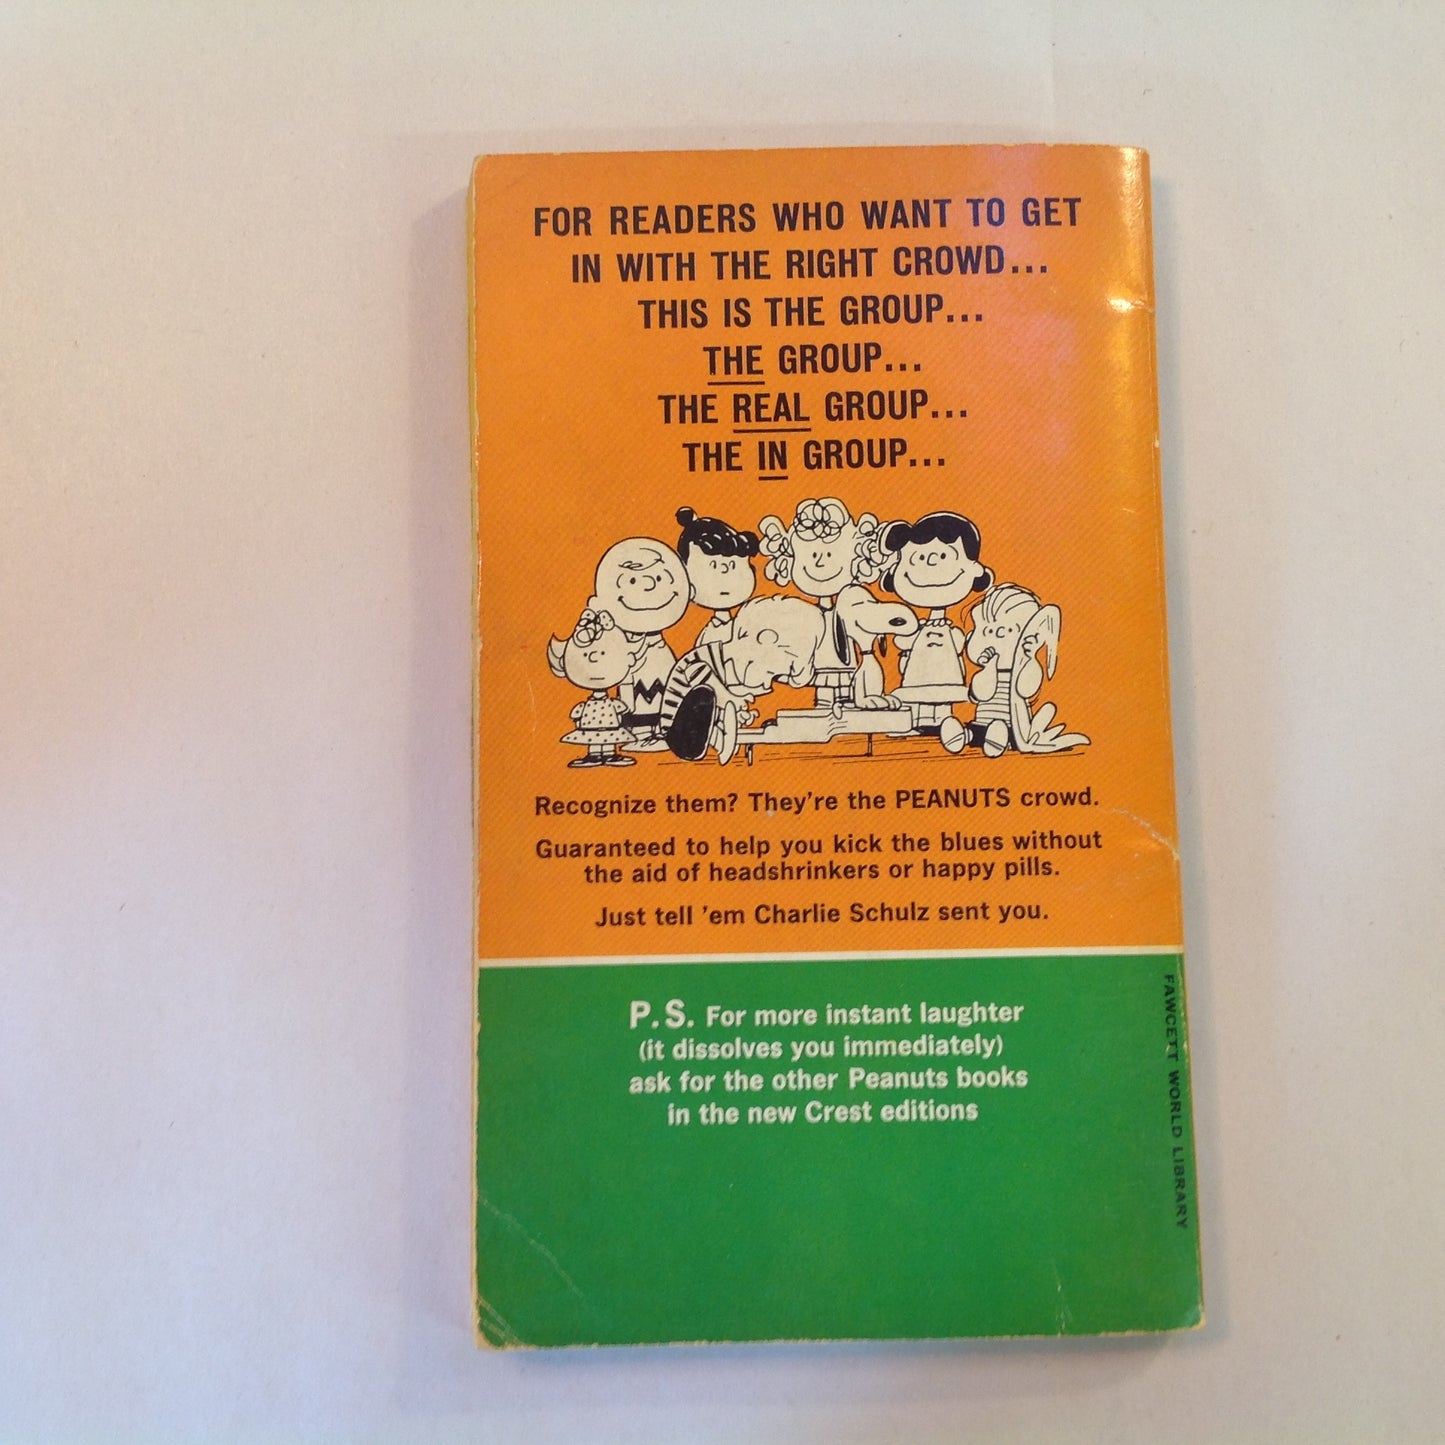 FOR READERS WHO WANT TO GET
IN WITH THE RIGHT CROWD...
THIS IS THE GROUP...
THE GROUP...
THE REAL GROUP...
THE IN GROUP...
Recognize them? They're the PEANUTS crowd.
Guaranteed to help you kick the blues without
the aid of headshrinkers or happy pills.
Just tell 'em Charlie Schulz sent you.
P.S. For more instant laughter
(it dissolves you immediately)
ask for the other Peanuts books
in the new Crest editions
FAWCETT WORLD LIBRARY